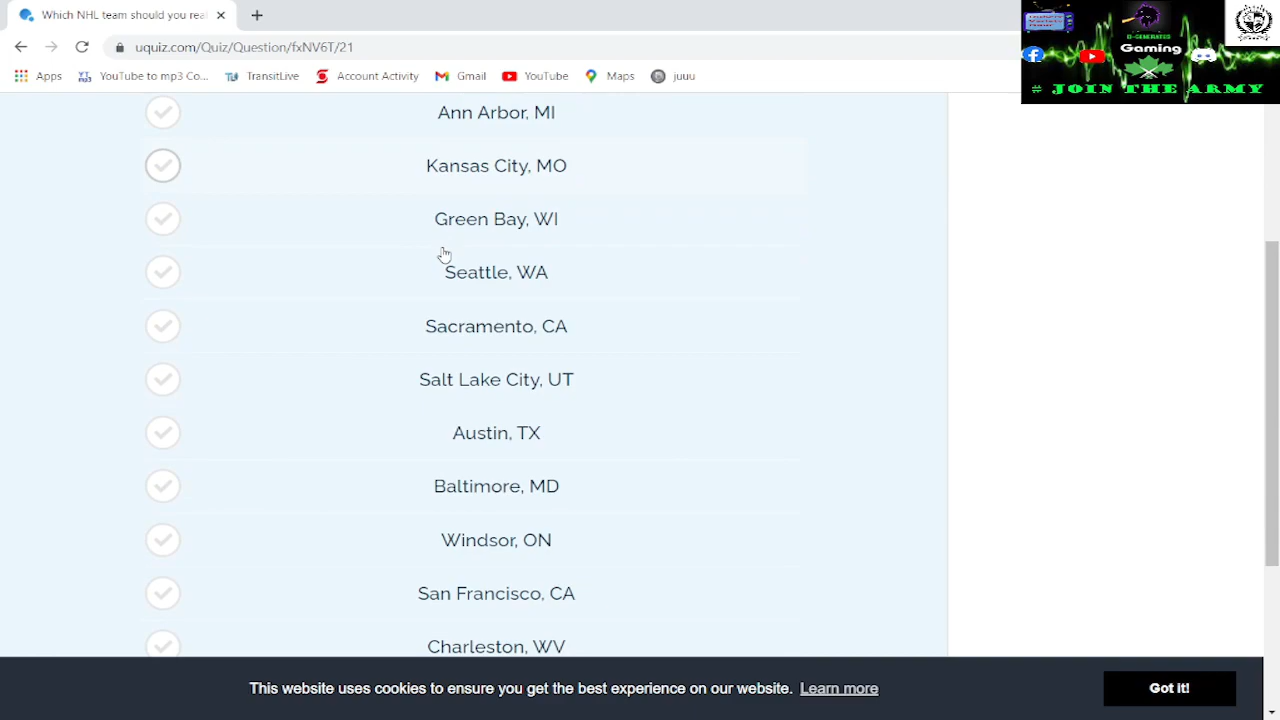 Which NHL team should you real
uquiz.com/Quiz/Question/fxNV6T/21
Apps YouTube to mp3 Co... TransitLive Account Activity Gmail YouTube Maps juuu
Gaming
# JOIN THE ARMY
Ann Arbor, MI
Kansas City, MO
Green Bay, WI
Seattle, WA
Sacramento, CA
Salt Lake City, UT
Austin, TX
Baltimore, MD
Windsor, ON
San Francisco, CA
Charleston, WV
This website uses cookies to ensure you get the best experience on our website. Learn more
Got it!